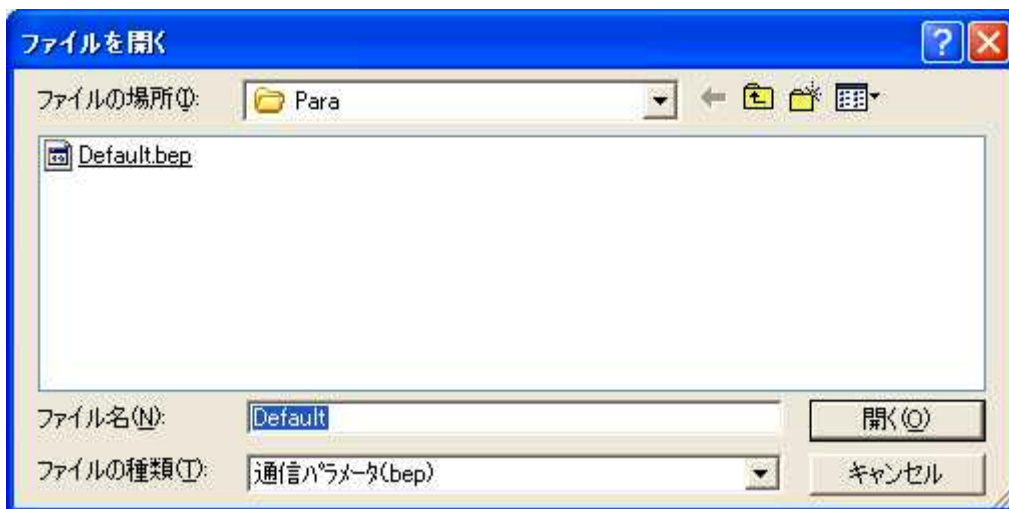 ファイルを開く
ファイルの場所(I): Para
Default.bep
ファイル名(N): Default 開く(O)
ファイルの種類(T): 通信パラメータ(bep) キャンセル